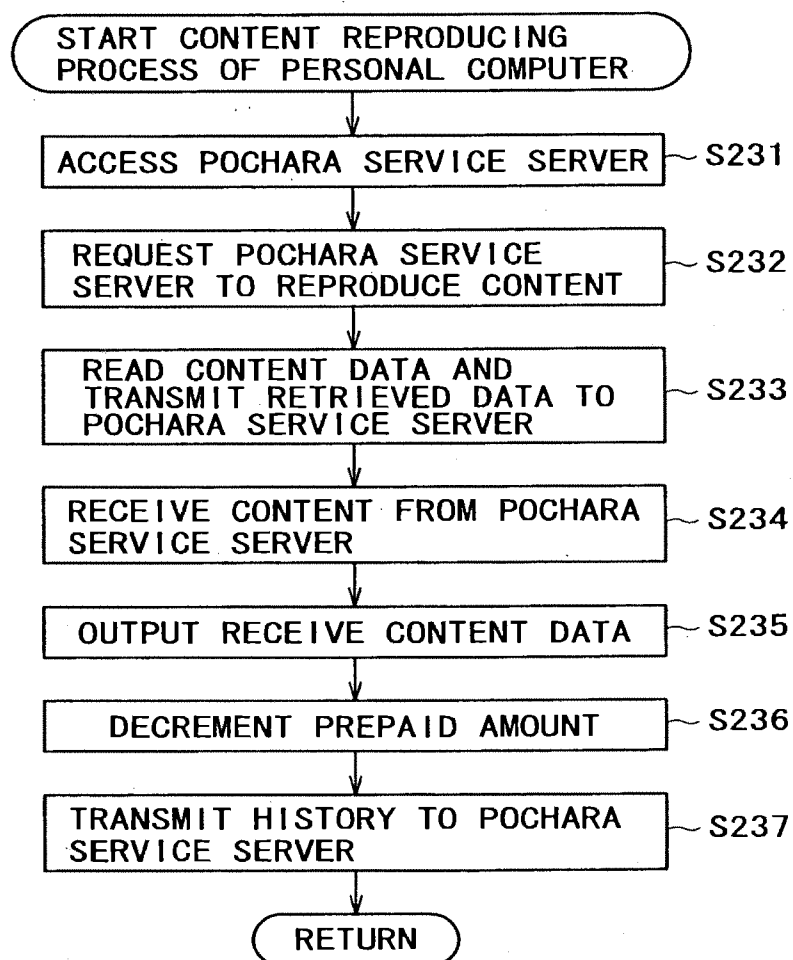 START CONTENT REPRODUCING
PROCESS OF PERSONAL COMPUTER
ACCESS POCHARA SERVICE SERVER
S231
REQUEST POCHARA SERVICE
SERVER TO REPRODUCE CONTENT
S232
READ CONTENT DATA AND
TRANSMIT RETRIEVED DATA TO
POCHARA SERVICE SERVER
S233
RECEIVE CONTENT FROM POCHARA
SERVICE SERVER
S234
OUTPUT RECEIVE CONTENT DATA
S235
DECREMENT PREPAID AMOUNT
S236
TRANSMIT HISTORY TO POCHARA
SERVICE SERVER
S237
RETURN